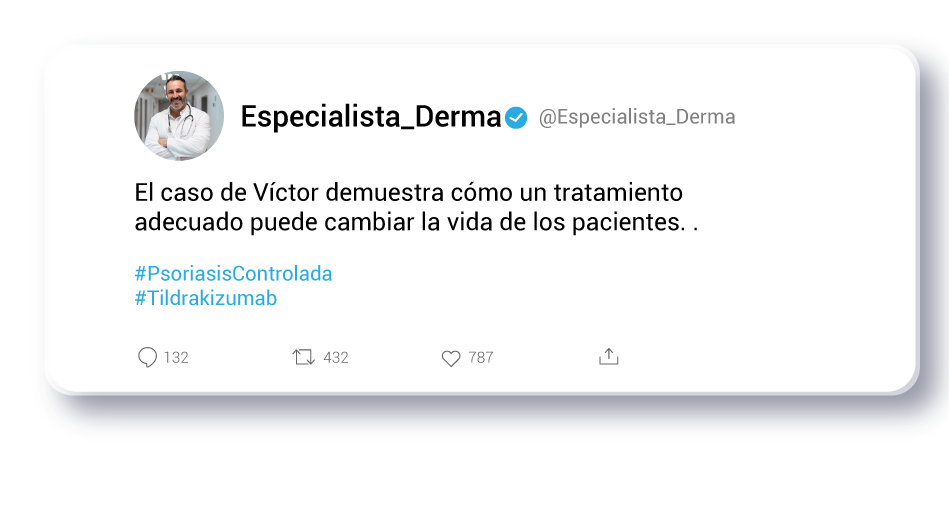 Especialista_Derma @Especialista_Derma
El caso de Víctor demuestra cómo un tratamiento
adecuado puede cambiar la vida de los pacientes. .
#PsoriasisControlada
#Tildrakizumab
132 432 787